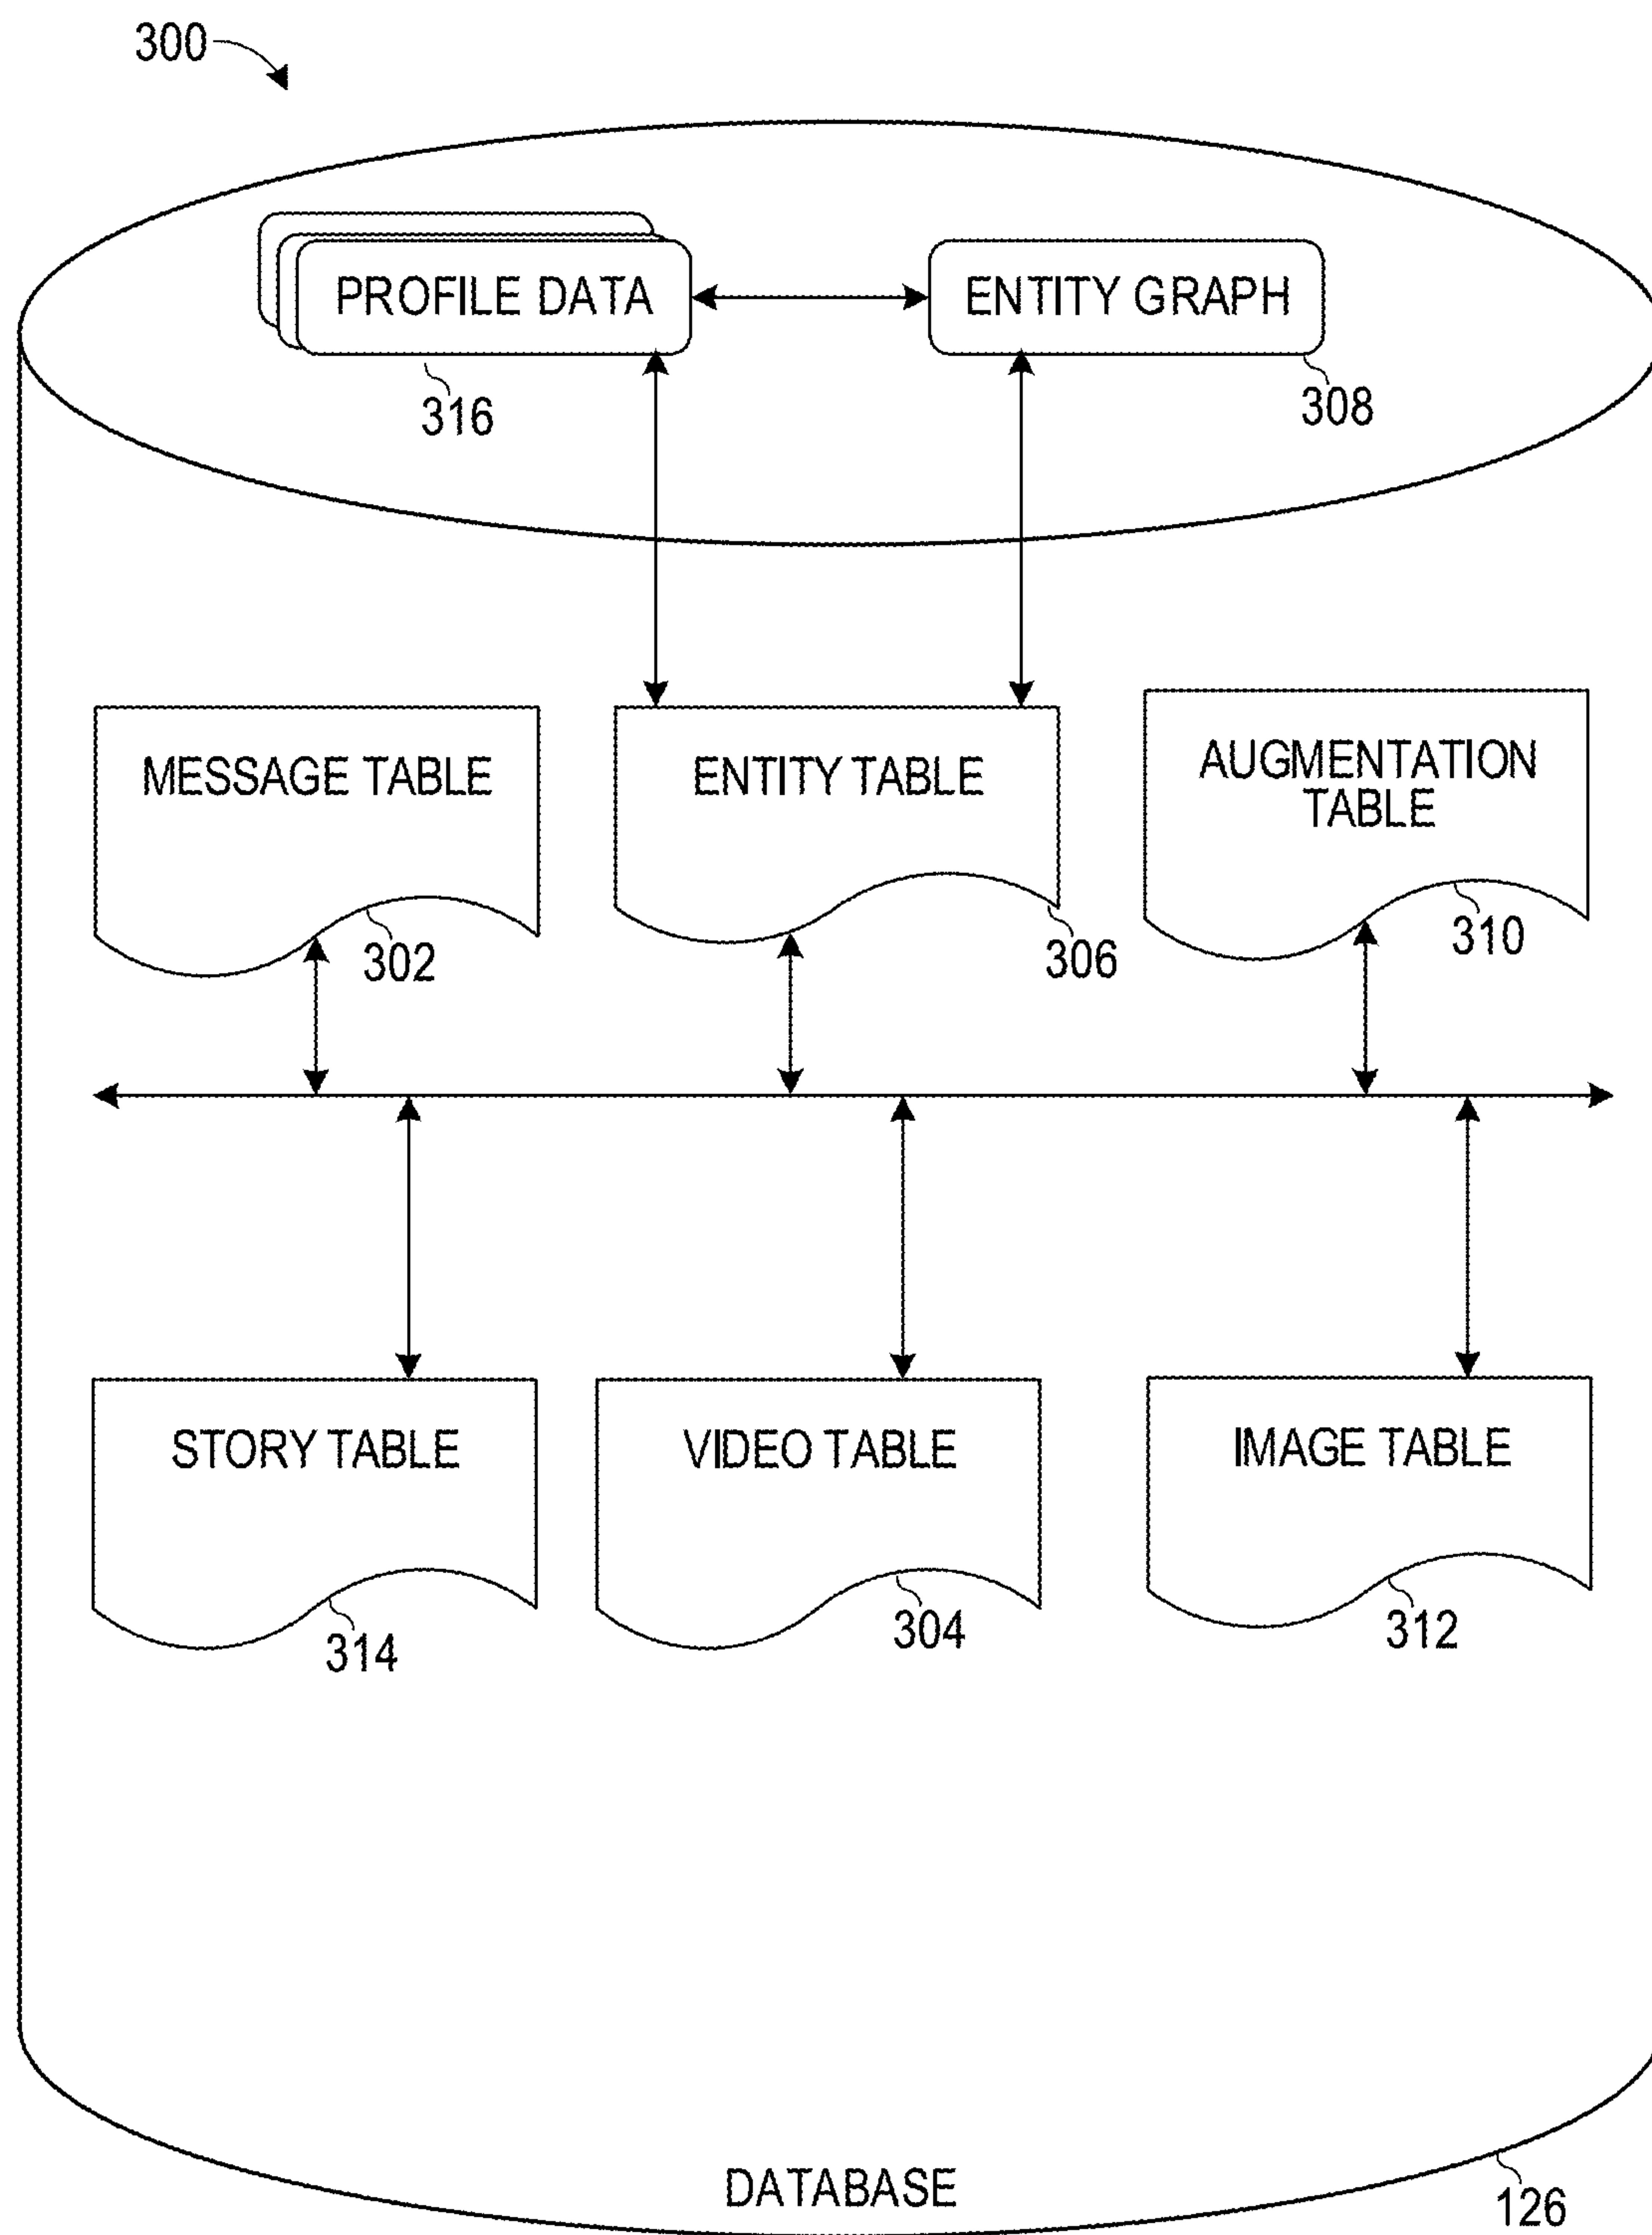 300
PROFILE DATA
ENTITY GRAPH
316
308
MESSAGE TABLE
ENTITY TABLE
AUGMENTATION
TABLE
302
306
310
STORY TABLE
VIDEO TABLE
IMAGE TABLE
314
304
312
DATABASE
126